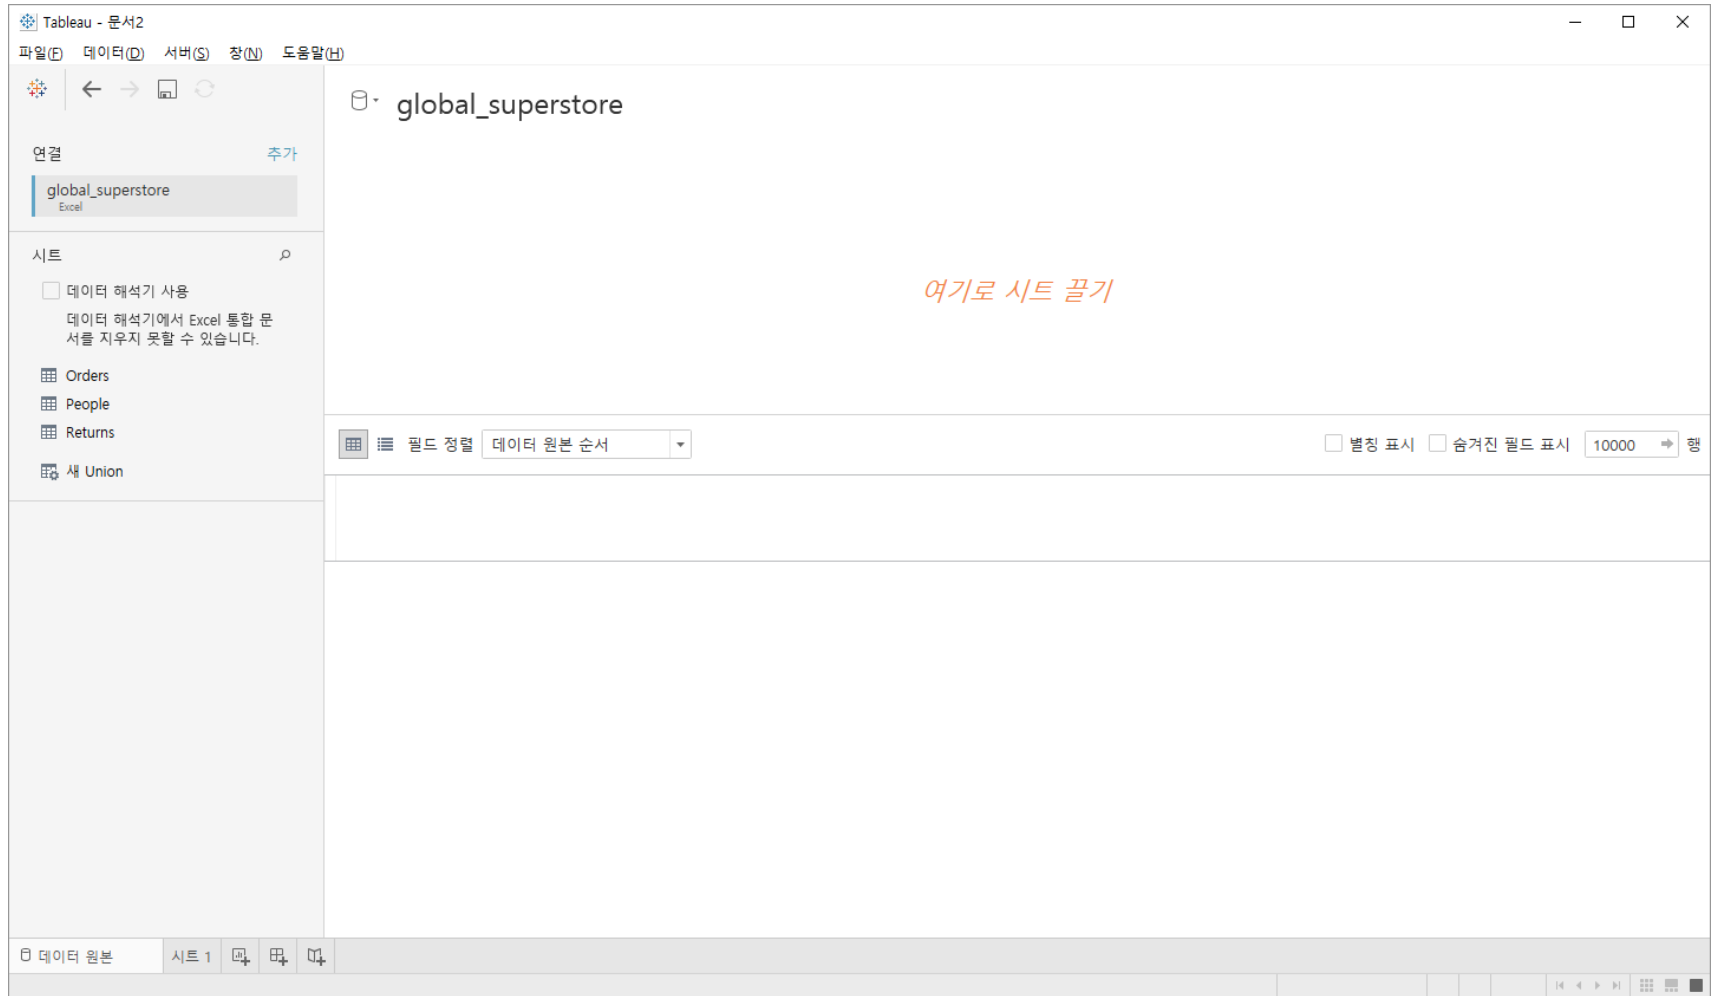 Tableau - 문서2
파일(F) 데이터(D) 서버(S) 창(N) 도움말(H)
global_superstore
연결 추가
global_superstore
Excel
시트
데이터 해석기 사용
데이터 해석기에서 Excel 통합 문
서를 지우지 못할 수 있습니다.
Orders
People
Returns
새 Union
여기로 시트 끌기
필드 정렬 데이터 원본 순서 별칭 표시 숨겨진 필드 표시 10000 행
데이터 원본 시트 1